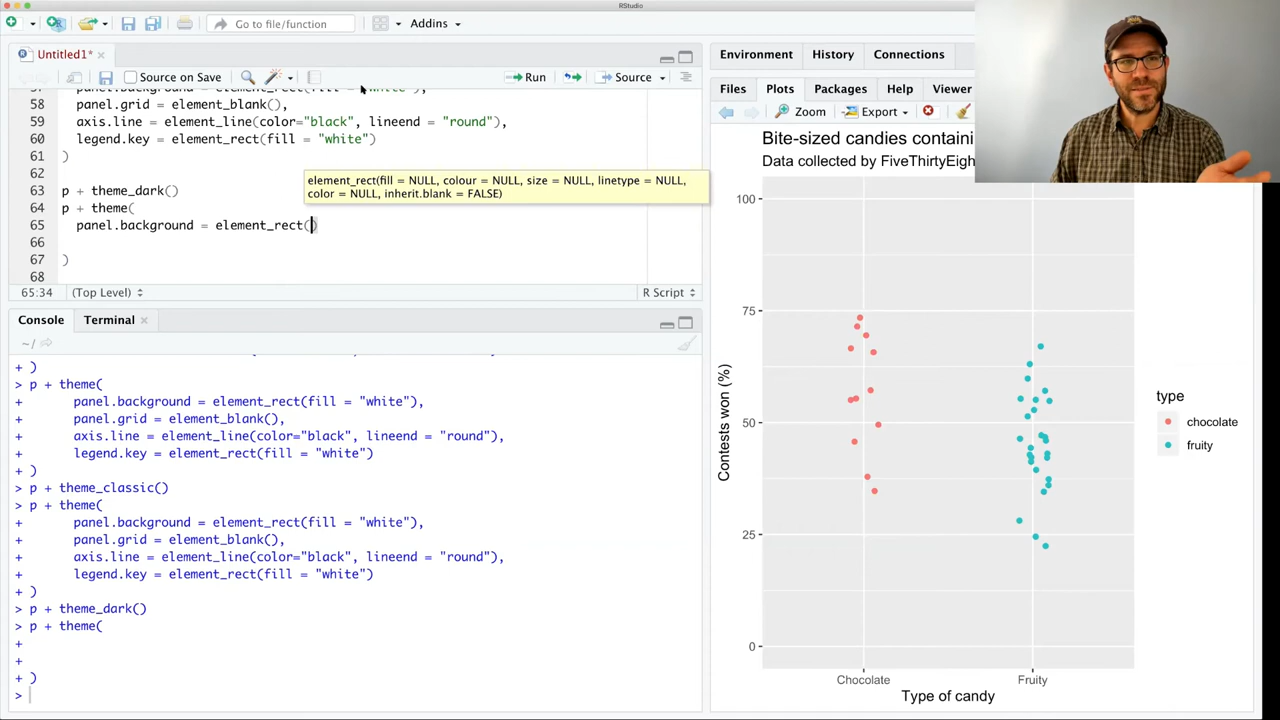 RStudio
Go to file/function
Addins
Untitled1*
Source on Save
Run
Source
58 panel.grid = element_blank(),
59 axis.line = element_line(color="black", lineend = "round"),
60 legend.key = element_rect(fill = "white")
61 )
62
63 p + theme_dark()
64 p + theme(
65 panel.background = element_rect()
66
67 )
68
element_rect(fill = NULL, colour = NULL, size = NULL, linetype = NULL,
color = NULL, inherit.blank = FALSE)
65:34 (Top Level) R Script
Console Terminal
~/
+ )
> p + theme(
+ panel.background = element_rect(fill = "white"),
+ panel.grid = element_blank(),
+ axis.line = element_line(color="black", lineend = "round"),
+ legend.key = element_rect(fill = "white")
+ )
> p + theme_classic()
> p + theme(
+ panel.background = element_rect(fill = "white"),
+ panel.grid = element_blank(),
+ axis.line = element_line(color="black", lineend = "round"),
+ legend.key = element_rect(fill = "white")
+ )
> p + theme_dark()
> p + theme(
+
+
+ )
>
Environment History Connections
Files Plots Packages Help Viewer
Zoom Export
Bite-sized candies containi
Data collected by FiveThirtyEigh
100
75
50
25
0
Contests won (%)
Chocolate Fruity
Type of candy
type
chocolate
fruity